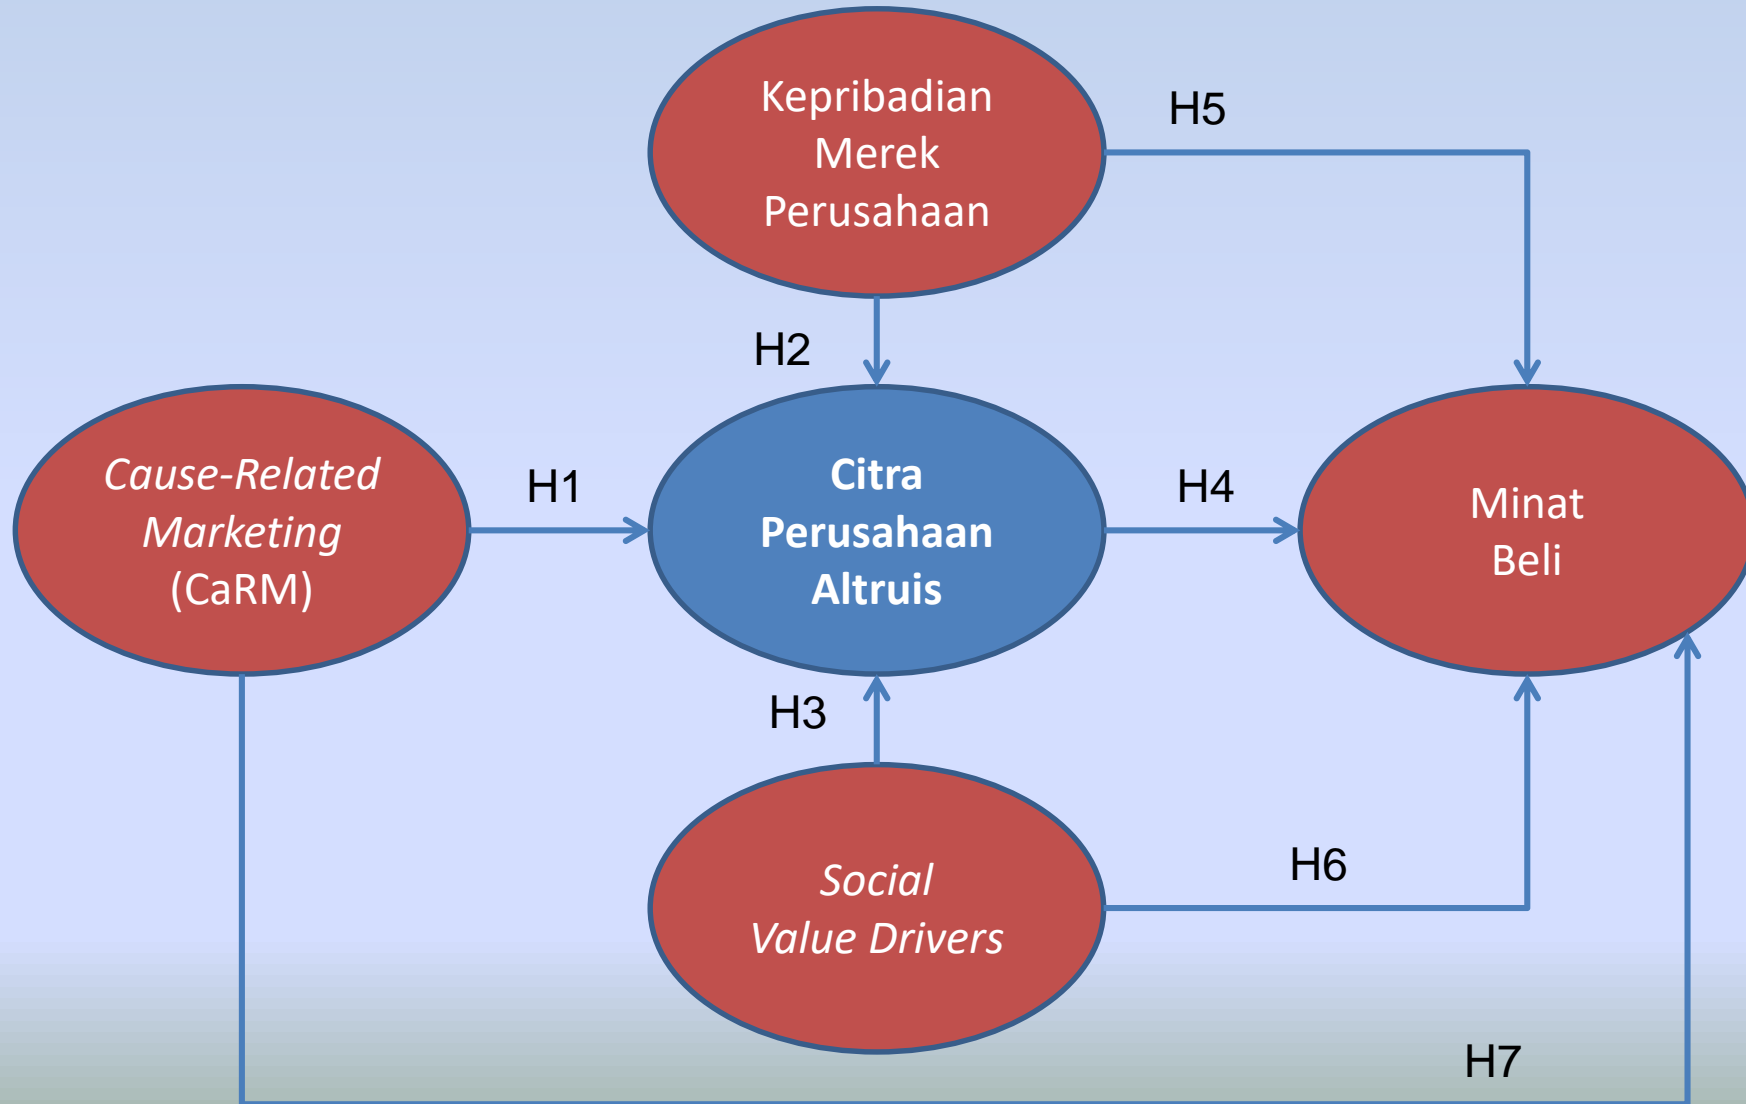 Kepribadian
Merek
Perusahaan
H5
H2
Cause-Related
Marketing
(CaRM)
H1
Citra
Perusahaan
Altruis
H4
Minat
Beli
H3
Social
Value Drivers
H6
H7